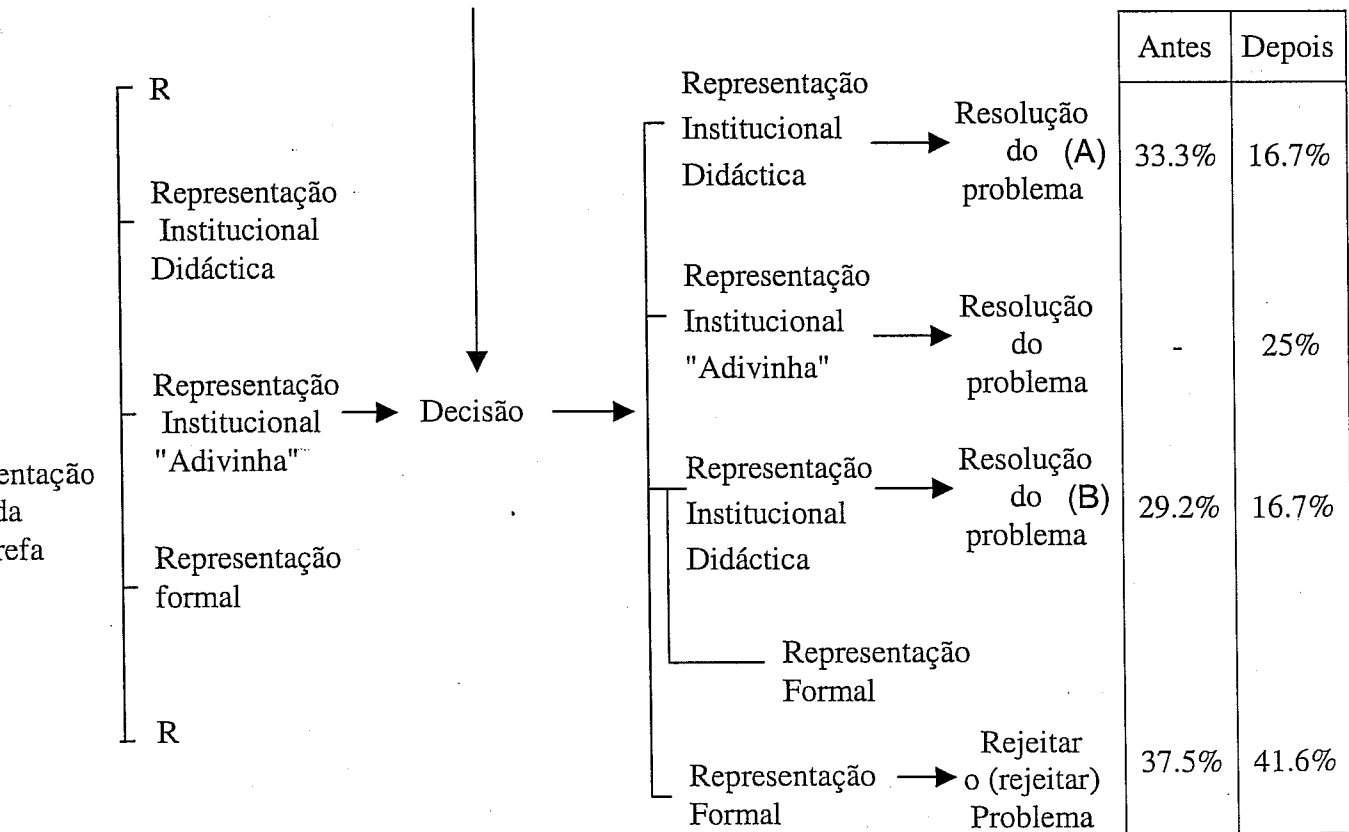 Antes Depois
R
Representação
Institucional
Didáctica
Representação
Institucional
"Adivinha"
Decisão
entação
da
refa
Representação
formal
R
Representação
Institucional
Didáctica
Resolução
do (A)
problema
33.3% 16.7%
Representação
Institucional
"Adivinha"
Resolução
do
problema
- 25%
Representação
Institucional
Didáctica
Resolução
do (B)
problema
29.2% 16.7%
Representação
Formal
Representação
Formal
Rejeitar
o (rejeitar)
Problema
37.5% 41.6%